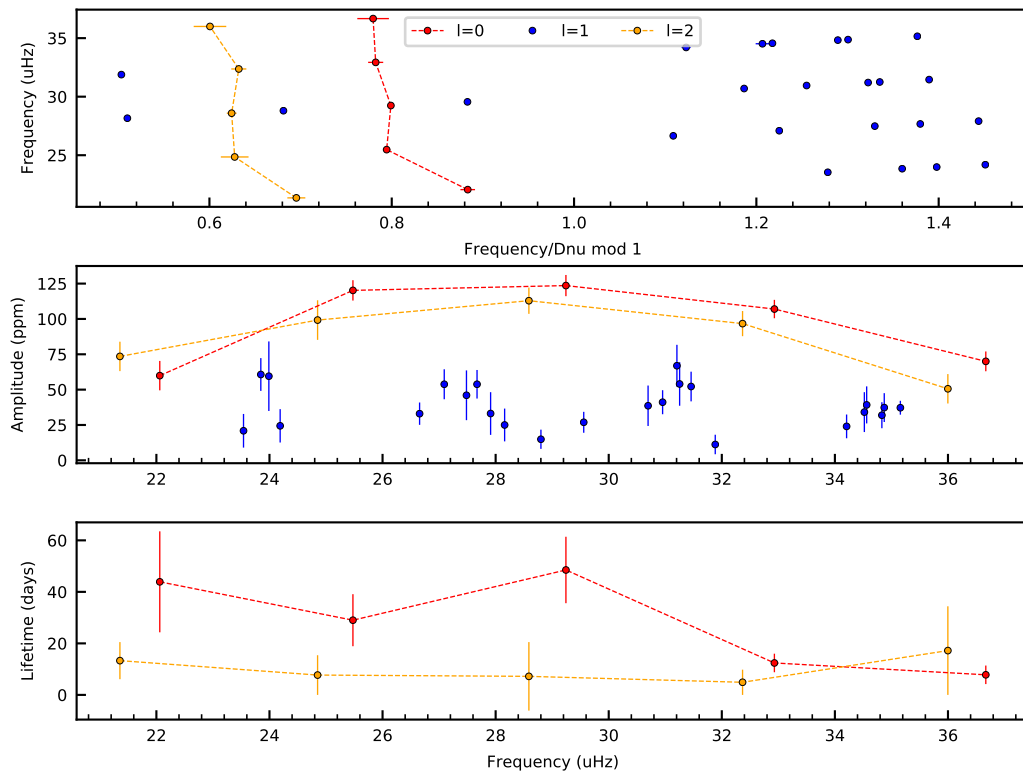 35
30
25
Frequency (uHz)
l=0 l=1 l=2
0.6 0.8 1.0 1.2 1.4
Frequency/Dnu mod 1
125
100
75
50
25
0
Amplitude (ppm)
22 24 26 28 30 32 34 36
60
40
20
0
Lifetime (days)
22 24 26 28 30 32 34 36
Frequency (uHz)